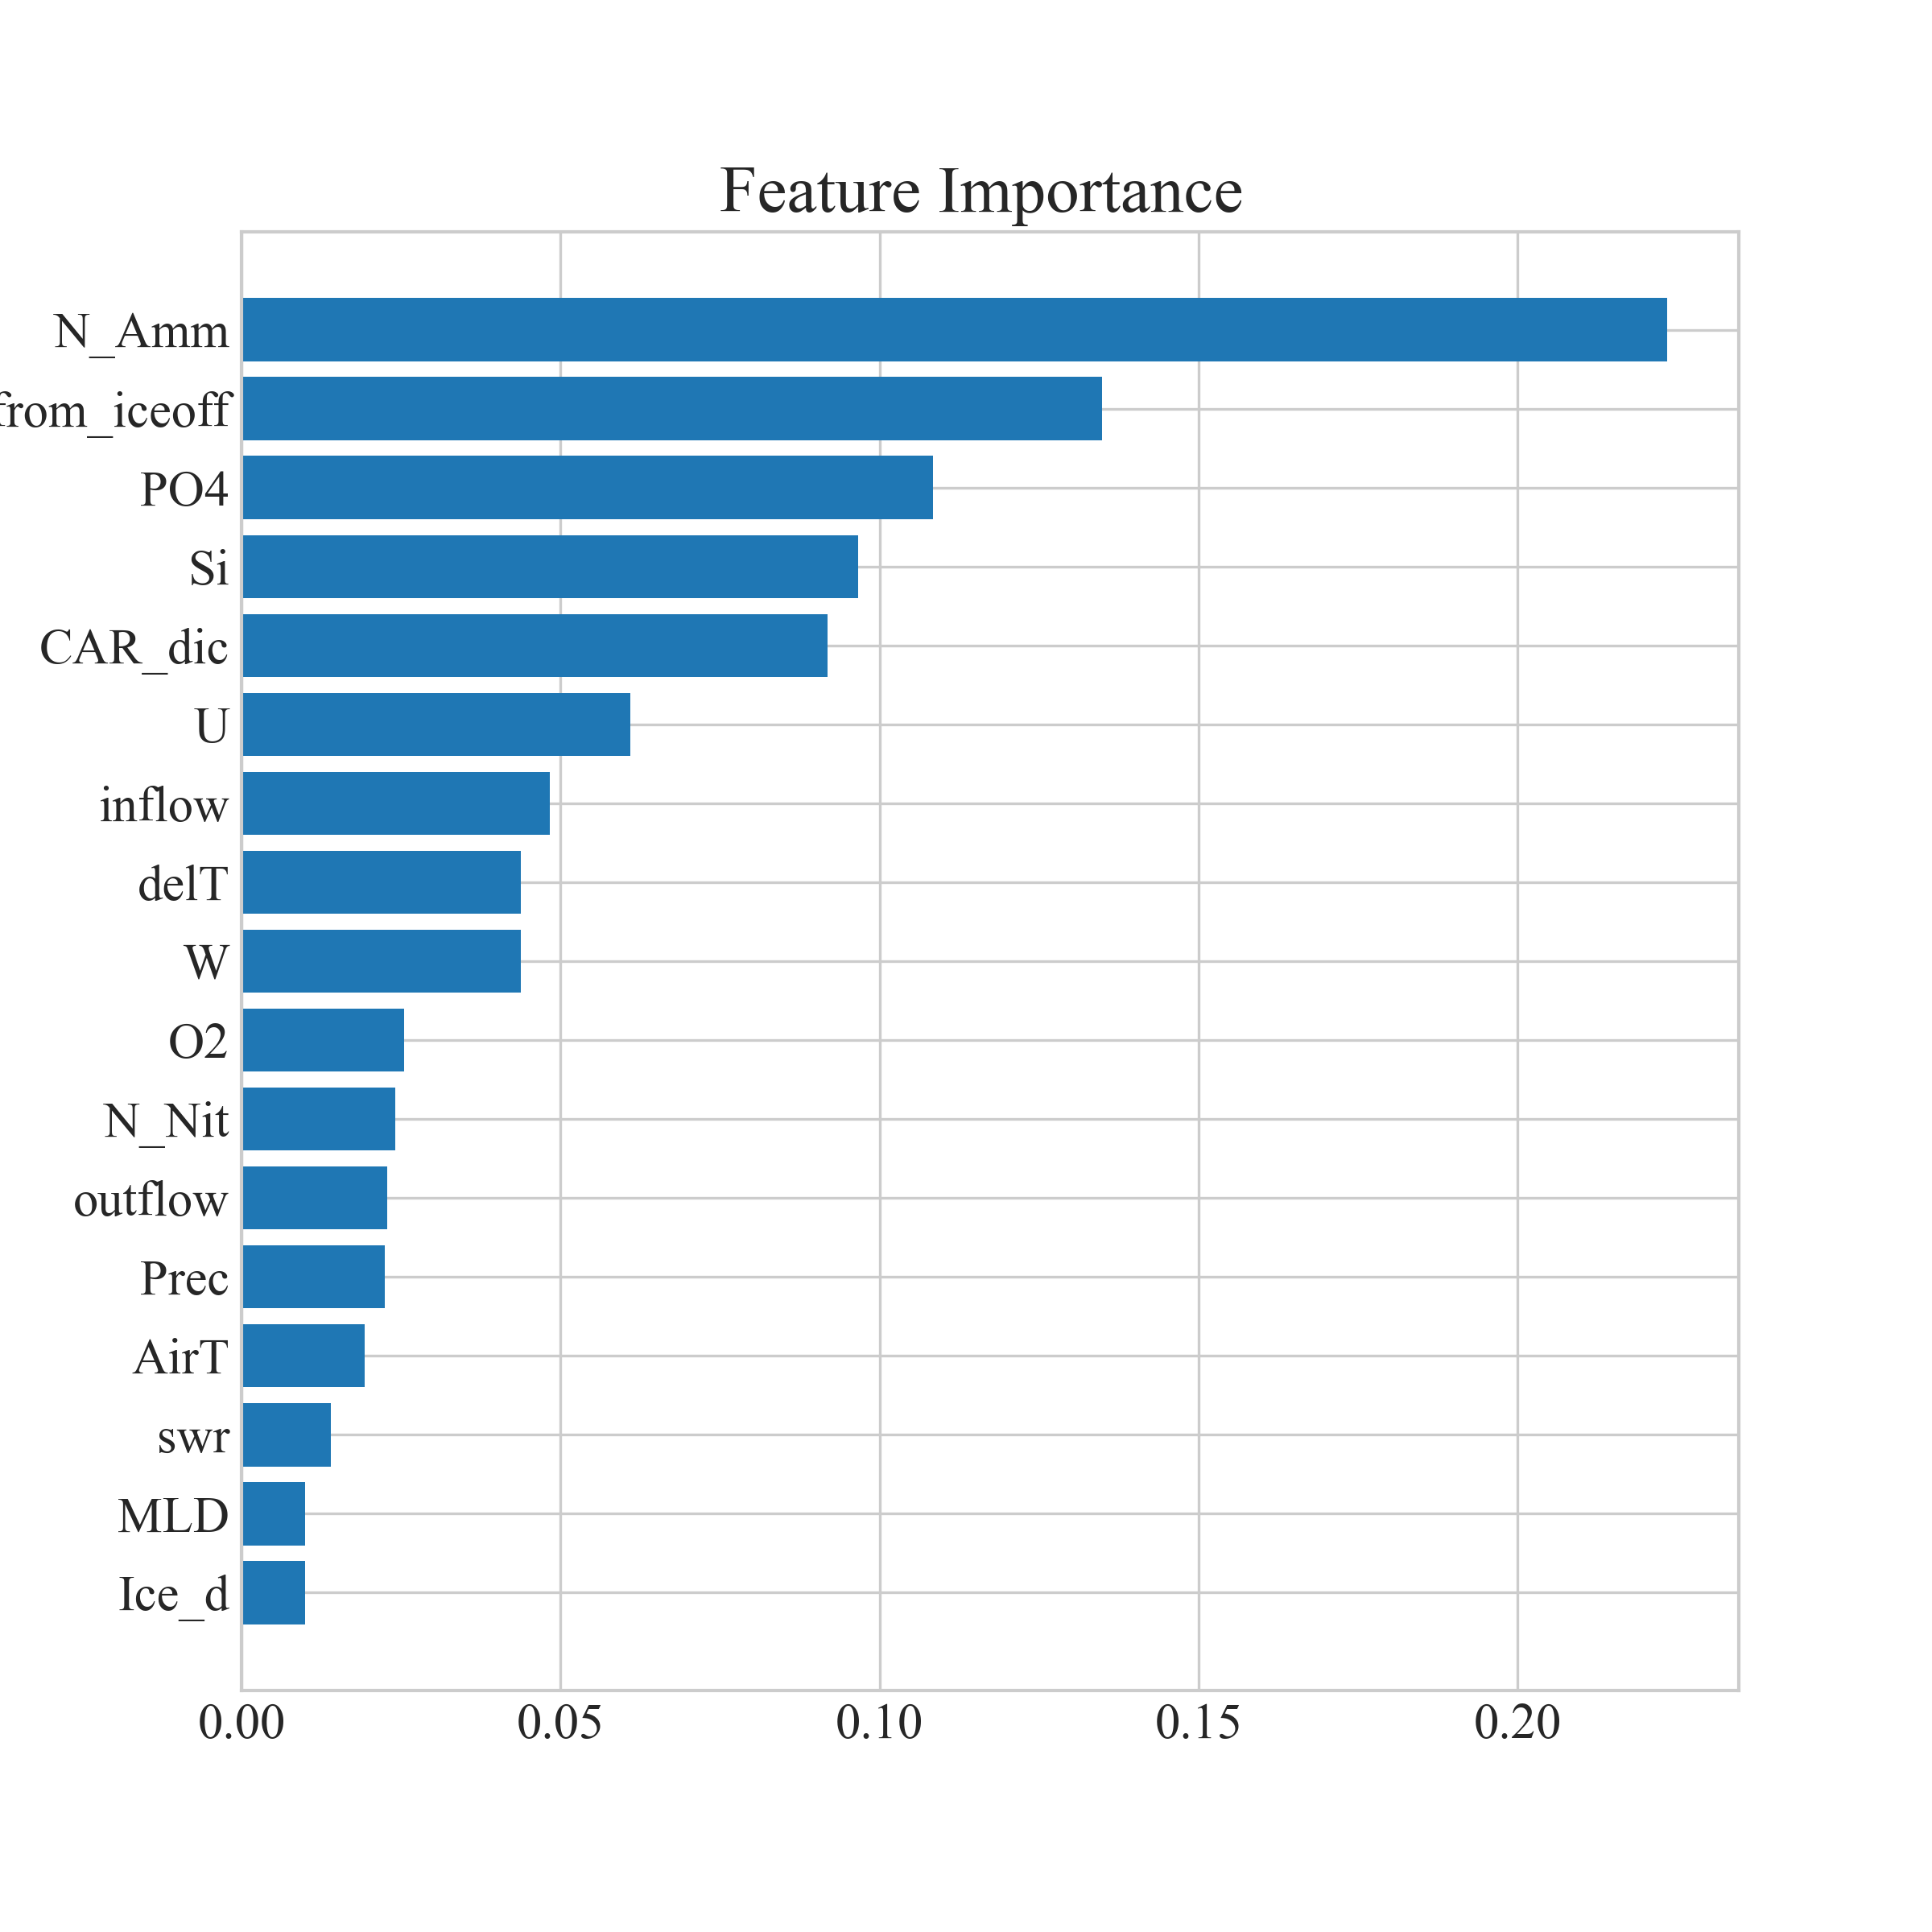 Feature Importance
N_Amm
from_iceoff
PO4
Si
CAR_dic
U
inflow
delT
W
O2
N_Nit
outflow
Prec
AirT
swr
MLD
Ice_d
0.00 0.05 0.10 0.15 0.20